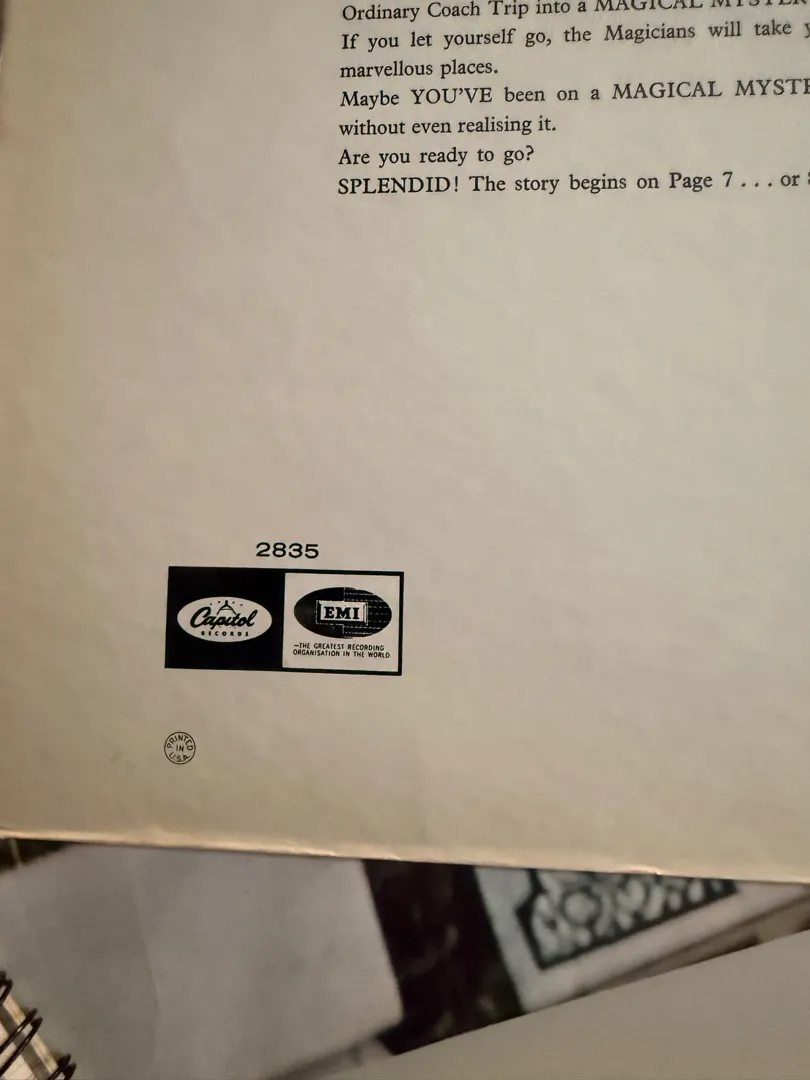 Ordinary Coach Trip into a MAGICAL
If you let yourself go, the Magicians will take
marvellous places.
Maybe YOU'VE been on a MAGICAL
without even realising it.
Are you ready to go?
SPLENDID! The story begins on Page 7 . . . or
2835
Capitol
RECORDS
EMI
—THE GREATEST RECORDING
ORGANISATION IN THE WORLD
PRINTED
IN
U.S.A.